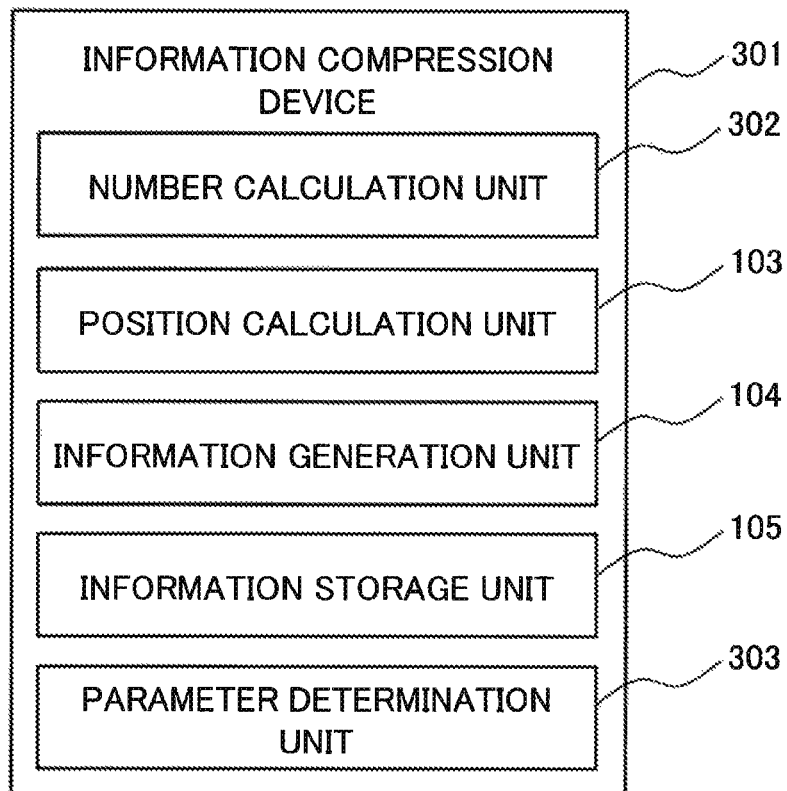 INFORMATION COMPRESSION
DEVICE
301
302
NUMBER CALCULATION UNIT
103
POSITION CALCULATION UNIT
104
INFORMATION GENERATION UNIT
105
INFORMATION STORAGE UNIT
303
PARAMETER DETERMINATION
UNIT